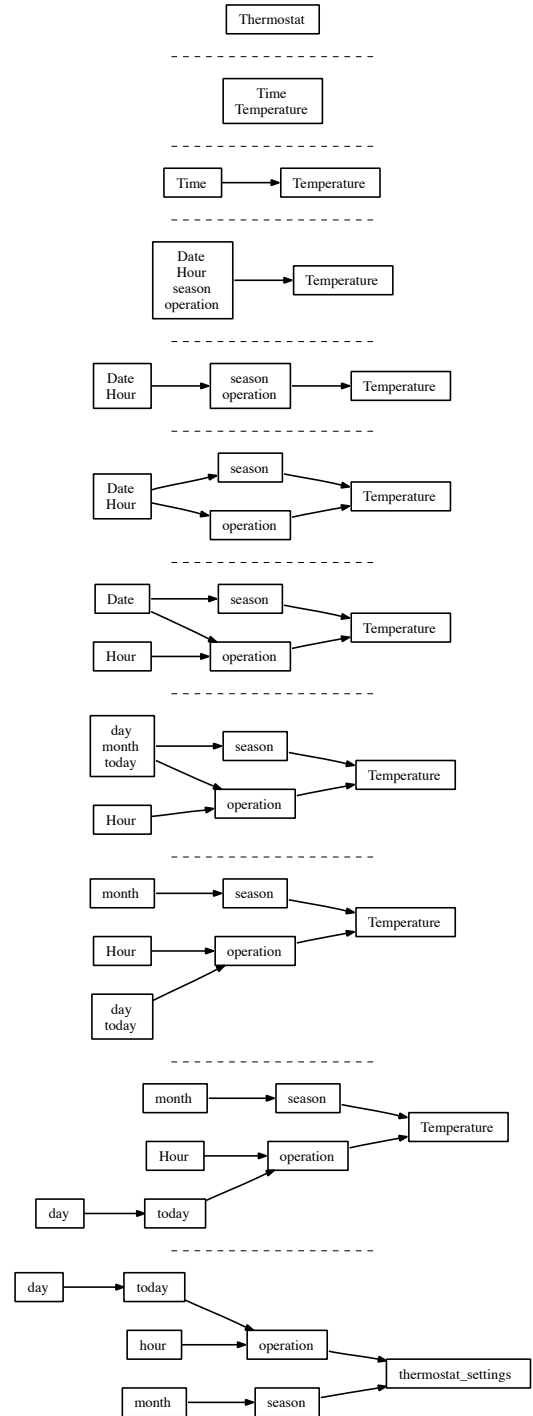 Thermostat
Time
Temperature
Time
Temperature
Date
Hour
season
operation
Temperature
Date
Hour
season
operation
Temperature
Date
Hour
season
operation
Temperature
Date
season
Hour
operation
Temperature
day
month
today
season
Hour
operation
Temperature
month
season
Hour
operation
day
today
Temperature
month
season
Hour
operation
day
today
Temperature
day
today
hour
operation
month
season
thermostat_settings